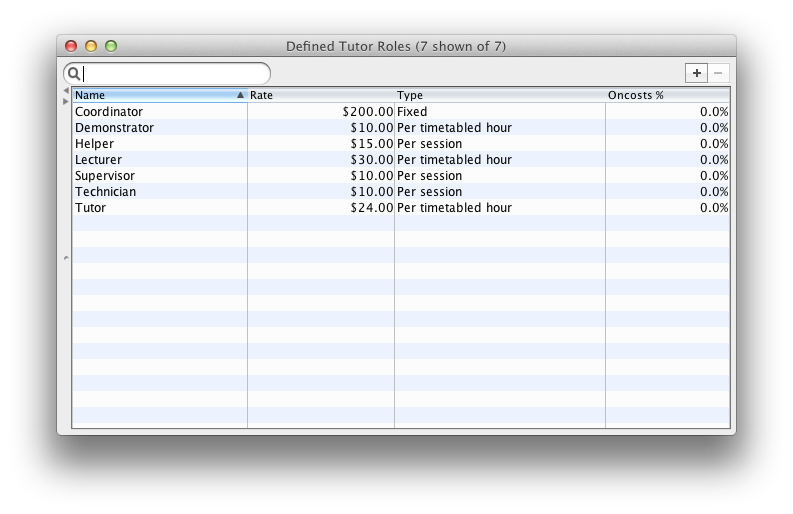 Defined Tutor Roles (7 shown of 7)
Name Rate Type Oncosts %
Coordinator $200.00 Fixed 0.0%
Demonstrator $10.00 Per timetabled hour 0.0%
Helper $15.00 Per session 0.0%
Lecturer $30.00 Per timetabled hour 0.0%
Supervisor $10.00 Per session 0.0%
Technician $10.00 Per session 0.0%
Tutor $24.00 Per timetabled hour 0.0%